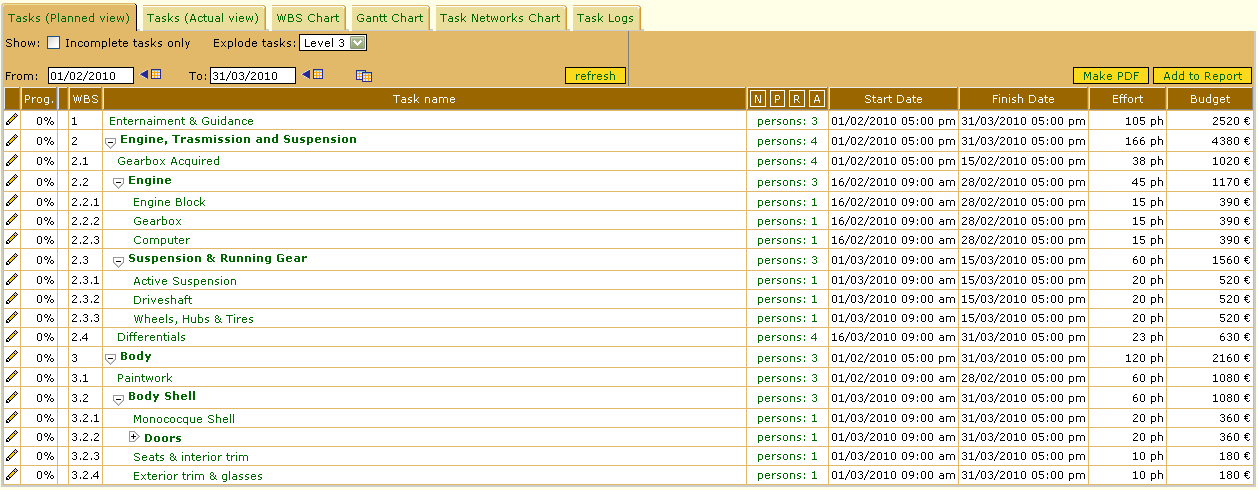 Tasks (Planned view) Tasks (Actual view) WBS Chart Gantt Chart Task Networks Chart Task Logs
Show: Incomplete tasks only Explode tasks: Level 3
From: 01/02/2010 To: 31/03/2010 refresh Make PDF Add to Report
Prog. WBS Task name N P R A Start Date Finish Date Effort Budget
0% 1 Enternaiment & Guidance persons: 3 01/02/2010 05:00 pm 31/03/2010 05:00 pm 105 ph 2520 €
0% 2 Engine, Trasmission and Suspension persons: 4 01/02/2010 05:00 pm 31/03/2010 05:00 pm 166 ph 4380 €
0% 2.1 Gearbox Acquired persons: 4 01/02/2010 05:00 pm 15/02/2010 05:00 pm 38 ph 1020 €
0% 2.2 Engine persons: 3 16/02/2010 09:00 am 28/02/2010 05:00 pm 45 ph 1170 €
0% 2.2.1 Engine Block persons: 1 16/02/2010 09:00 am 28/02/2010 05:00 pm 15 ph 390 €
0% 2.2.2 Gearbox persons: 1 16/02/2010 09:00 am 28/02/2010 05:00 pm 15 ph 390 €
0% 2.2.3 Computer persons: 1 16/02/2010 09:00 am 28/02/2010 05:00 pm 15 ph 390 €
0% 2.3 Suspension & Running Gear persons: 3 01/03/2010 09:00 am 15/03/2010 05:00 pm 60 ph 1560 €
0% 2.3.1 Active Suspension persons: 1 01/03/2010 09:00 am 15/03/2010 05:00 pm 20 ph 520 €
0% 2.3.2 Driveshaft persons: 1 01/03/2010 09:00 am 15/03/2010 05:00 pm 20 ph 520 €
0% 2.3.3 Wheels, Hubs & Tires persons: 1 01/03/2010 09:00 am 15/03/2010 05:00 pm 20 ph 520 €
0% 2.4 Differentials persons: 4 16/03/2010 09:00 am 31/03/2010 05:00 pm 23 ph 630 €
0% 3 Body persons: 3 01/02/2010 05:00 pm 31/03/2010 05:00 pm 120 ph 2160 €
0% 3.1 Paintwork persons: 3 01/02/2010 09:00 am 28/02/2010 05:00 pm 60 ph 1080 €
0% 3.2 Body Shell persons: 3 01/03/2010 09:00 am 31/03/2010 05:00 pm 60 ph 1080 €
0% 3.2.1 Monococque Shell persons: 1 01/03/2010 09:00 am 31/03/2010 05:00 pm 20 ph 360 €
0% 3.2.2 Doors persons: 1 01/03/2010 09:00 am 31/03/2010 05:00 pm 20 ph 360 €
0% 3.2.3 Seats & interior trim persons: 1 01/03/2010 09:00 am 31/03/2010 05:00 pm 10 ph 180 €
0% 3.2.4 Exterior trim & glasses persons: 1 01/03/2010 09:00 am 31/03/2010 05:00 pm 10 ph 180 €